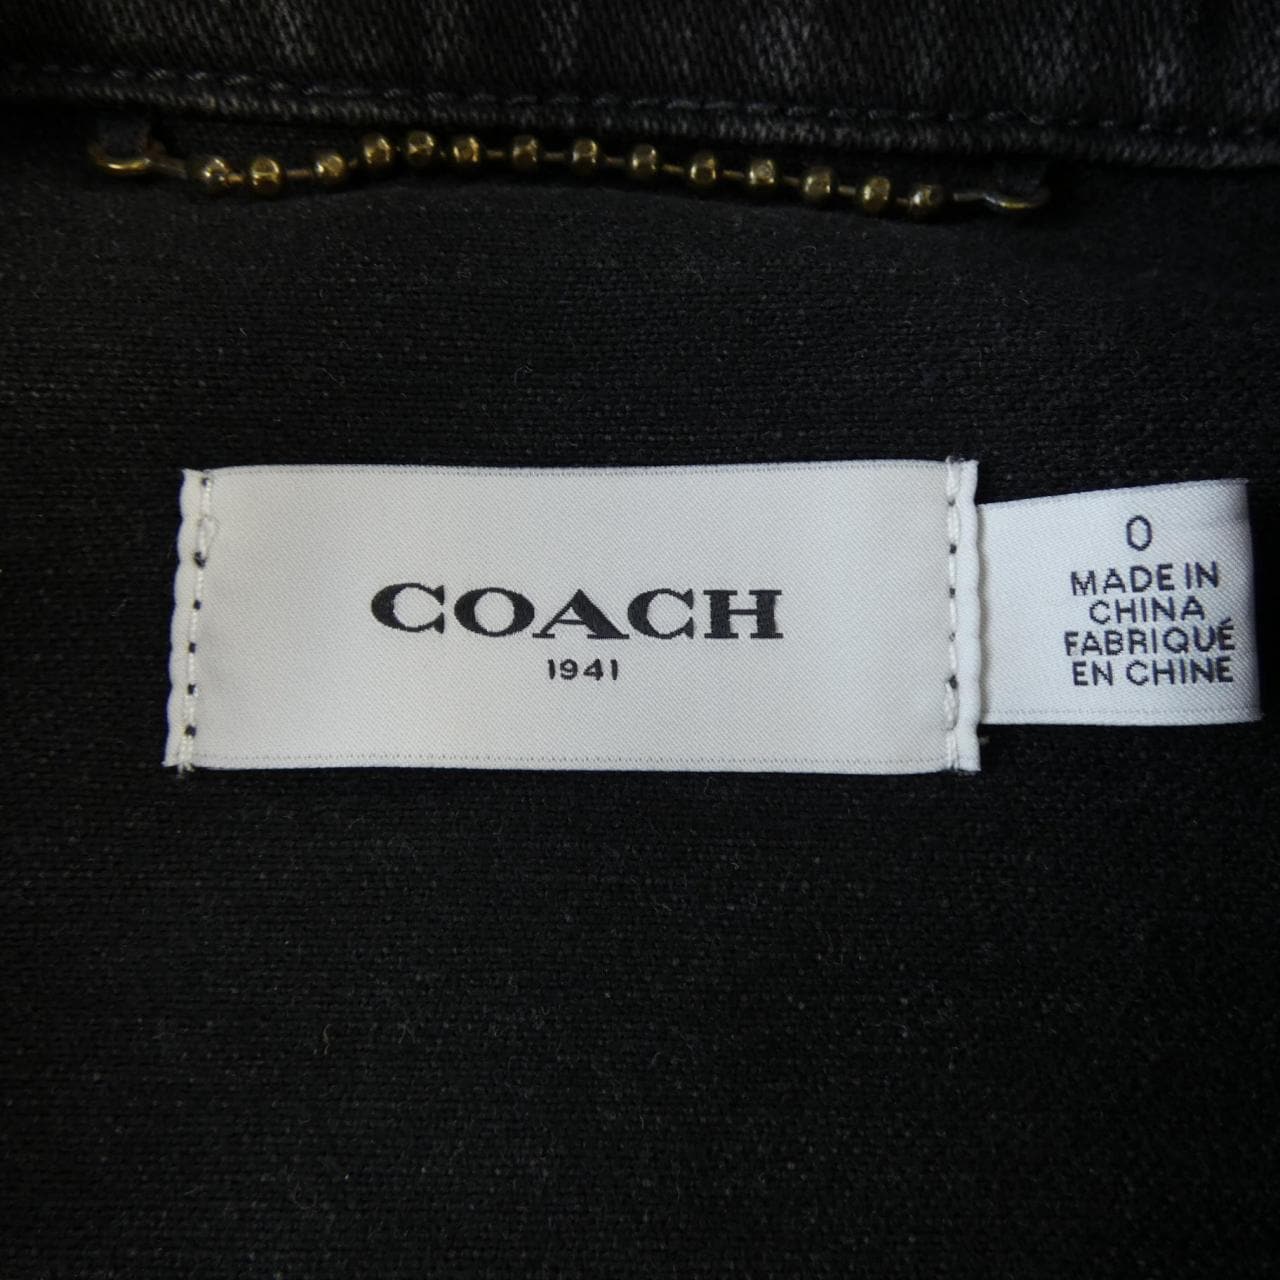 COACH
1941
0
MADE IN
CHINA
FABRIQUÉ
EN CHINE